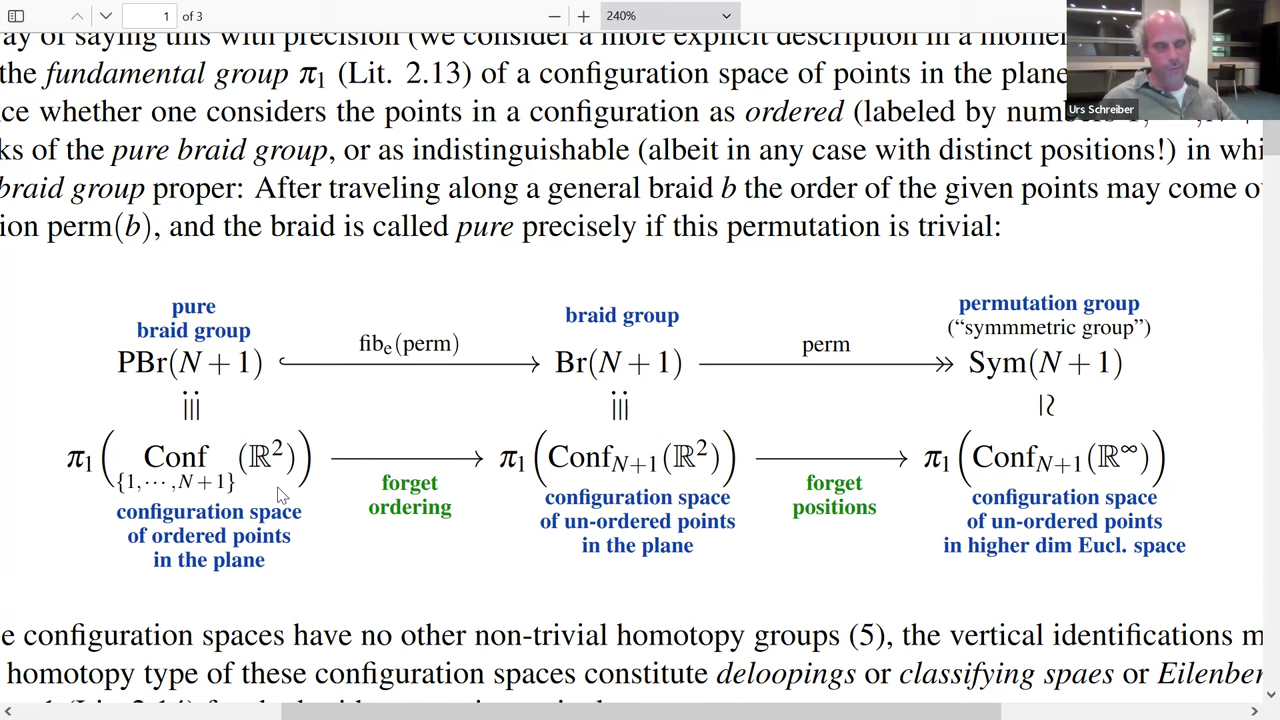 1 of 3
240%
ay of saying this with precision (we consider a more explicit description in a momen
the fundamental group π₁ (Lit. 2.13) of a configuration space of points in the plane
ce whether one considers the points in a configuration as ordered (labeled by numbers 1,
Urs Schreiber
ks of the pure braid group, or as indistinguishable (albeit in any case with distinct positions!) in whi
braid group proper: After traveling along a general braid b the order of the given points may come o
ion perm(b), and the braid is called pure precisely if this permutation is trivial:
pure
braid group
braid group
permutation group
(“symmmetric group”)
PBr(N + 1) fib_e(perm) Br(N + 1) perm Sym(N + 1)
π₁(Conf_{1,⋯,N+1}(ℝ²)) π₁(Conf_{N+1}(ℝ²)) π₁(Conf_{N+1}(ℝ^∞))
forget
ordering
forget
positions
configuration space
of ordered points
in the plane
configuration space
of un-ordered points
in the plane
configuration space
of un-ordered points
in higher dim Eucl. space
e configuration spaces have no other non-trivial homotopy groups (5), the vertical identifications m
homotopy type of these configuration spaces constitute deloopings or classifying spaes or Eilenber